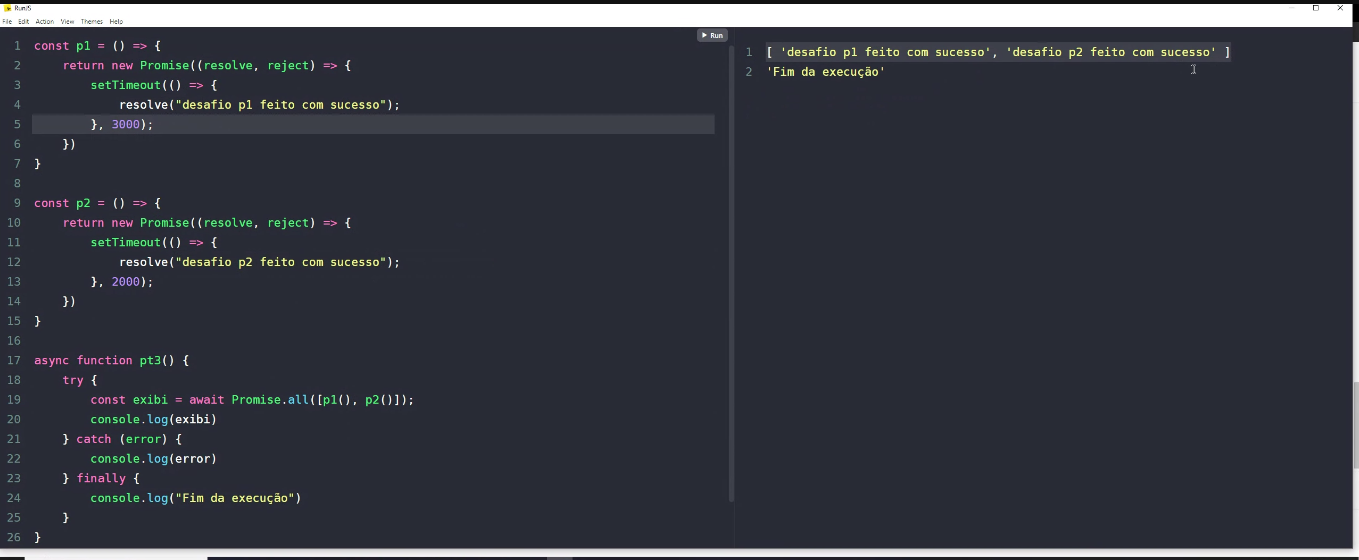 RunJS
File Edit Action View Themes Help
Run
1 const p1 = () => {
2 return new Promise((resolve, reject) => {
3 setTimeout(() => {
4 resolve("desafio p1 feito com sucesso");
5 }, 3000);
6 })
7 }
8
9 const p2 = () => {
10 return new Promise((resolve, reject) => {
11 setTimeout(() => {
12 resolve("desafio p2 feito com sucesso");
13 }, 2000);
14 })
15 }
16
17 async function pt3() {
18 try {
19 const exibi = await Promise.all([p1(), p2()]);
20 console.log(exibi)
21 } catch (error) {
22 console.log(error)
23 } finally {
24 console.log("Fim da execução")
25 }
26 }
1 [ 'desafio p1 feito com sucesso', 'desafio p2 feito com sucesso' ]
2 'Fim da execução'